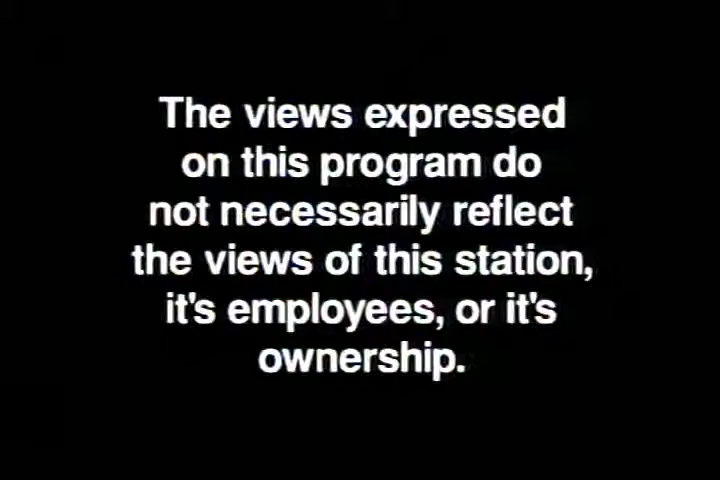 The views expressed
on this program do
not necessarily reflect
the views of this station,
it's employees, or it's
ownership.